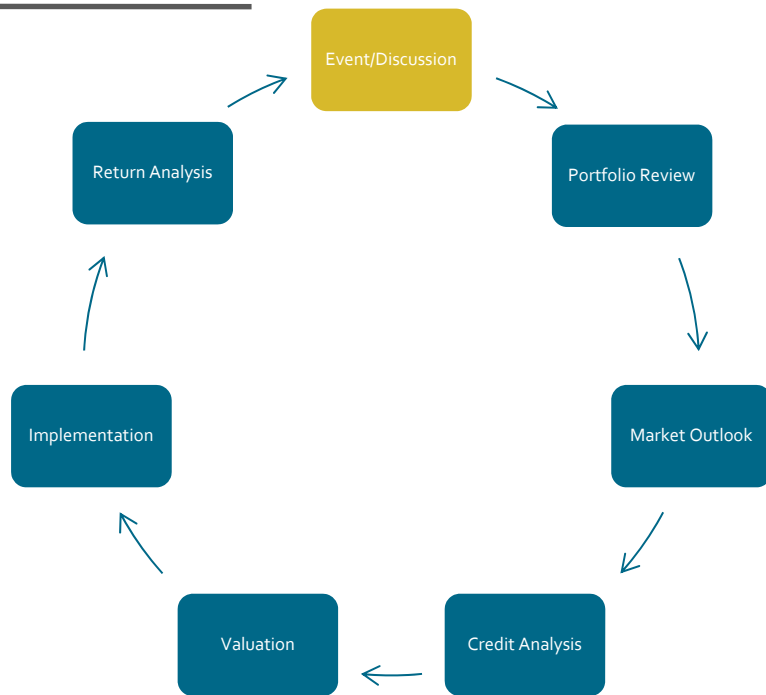 Event/Discussion
Portfolio Review
Market Outlook
Credit Analysis
Valuation
Implementation
Return Analysis